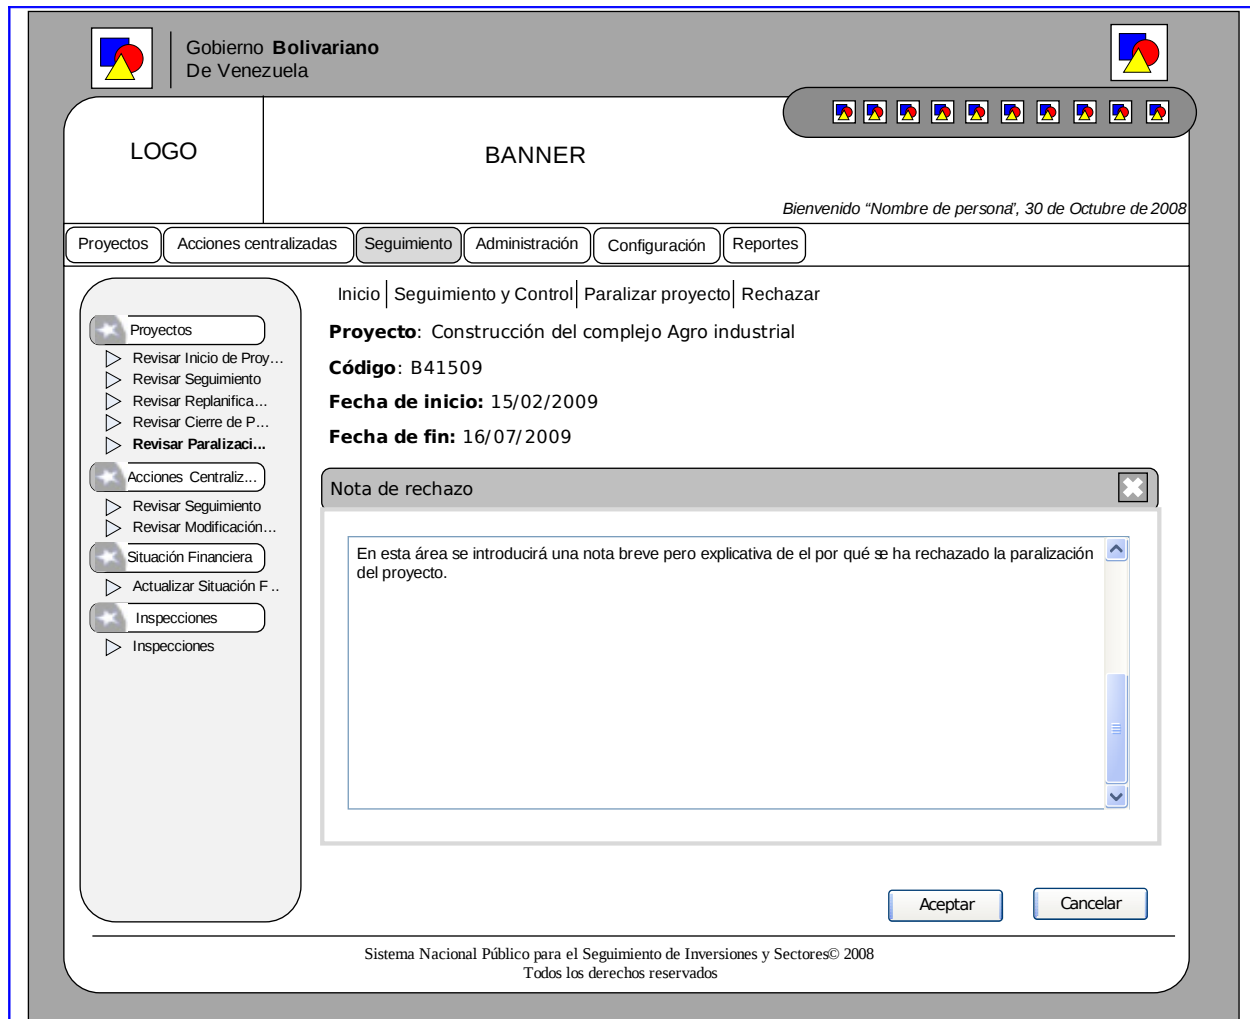 Gobierno Bolivariano
De Venezuela
LOGO
BANNER
Bienvenido “Nombre de persona”, 30 de Octubre de 2008
Proyectos
Acciones centralizadas
Seguimiento
Administración
Configuración
Reportes
Inicio | Seguimiento y Control | Paralizar proyecto | Rechazar
Proyectos
Revisar Inicio de Proy...
Revisar Seguimiento
Revisar Replanifica...
Revisar Cierre de P...
Revisar Paralizaci...
Acciones Centraliz...
Revisar Seguimiento
Revisar Modificación...
Situación Financiera
Actualizar Situación F..
Inspecciones
Inspecciones
Proyecto: Construcción del complejo Agro industrial
Código: B41509
Fecha de inicio: 15/02/2009
Fecha de fin: 16/07/2009
Nota de rechazo
En esta área se introducirá una nota breve pero explicativa de el por qué se ha rechazado la paralización
del proyecto.
Aceptar
Cancelar
Sistema Nacional Público para el Seguimiento de Inversiones y Sectores© 2008
Todos los derechos reservados